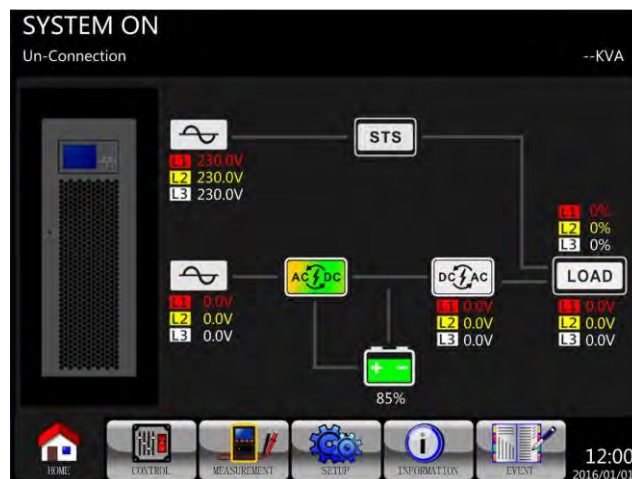 SYSTEM ON
Un-Connection --KVA
STS
L1 230.0V
L2 230.0V
L3 230.0V
L1 0%
L2 0%
L3 0%
AC DC
DC AC
LOAD
L1 0.0V
L2 0.0V
L3 0.0V
L1 0.0V
L2 0.0V
L3 0.0V
L1 0.0V
L2 0.0V
L3 0.0V
85%
HOME
CONTROL
MEASUREMENT
SETUP
INFORMATION
EVENT
12:00
2016/01/01